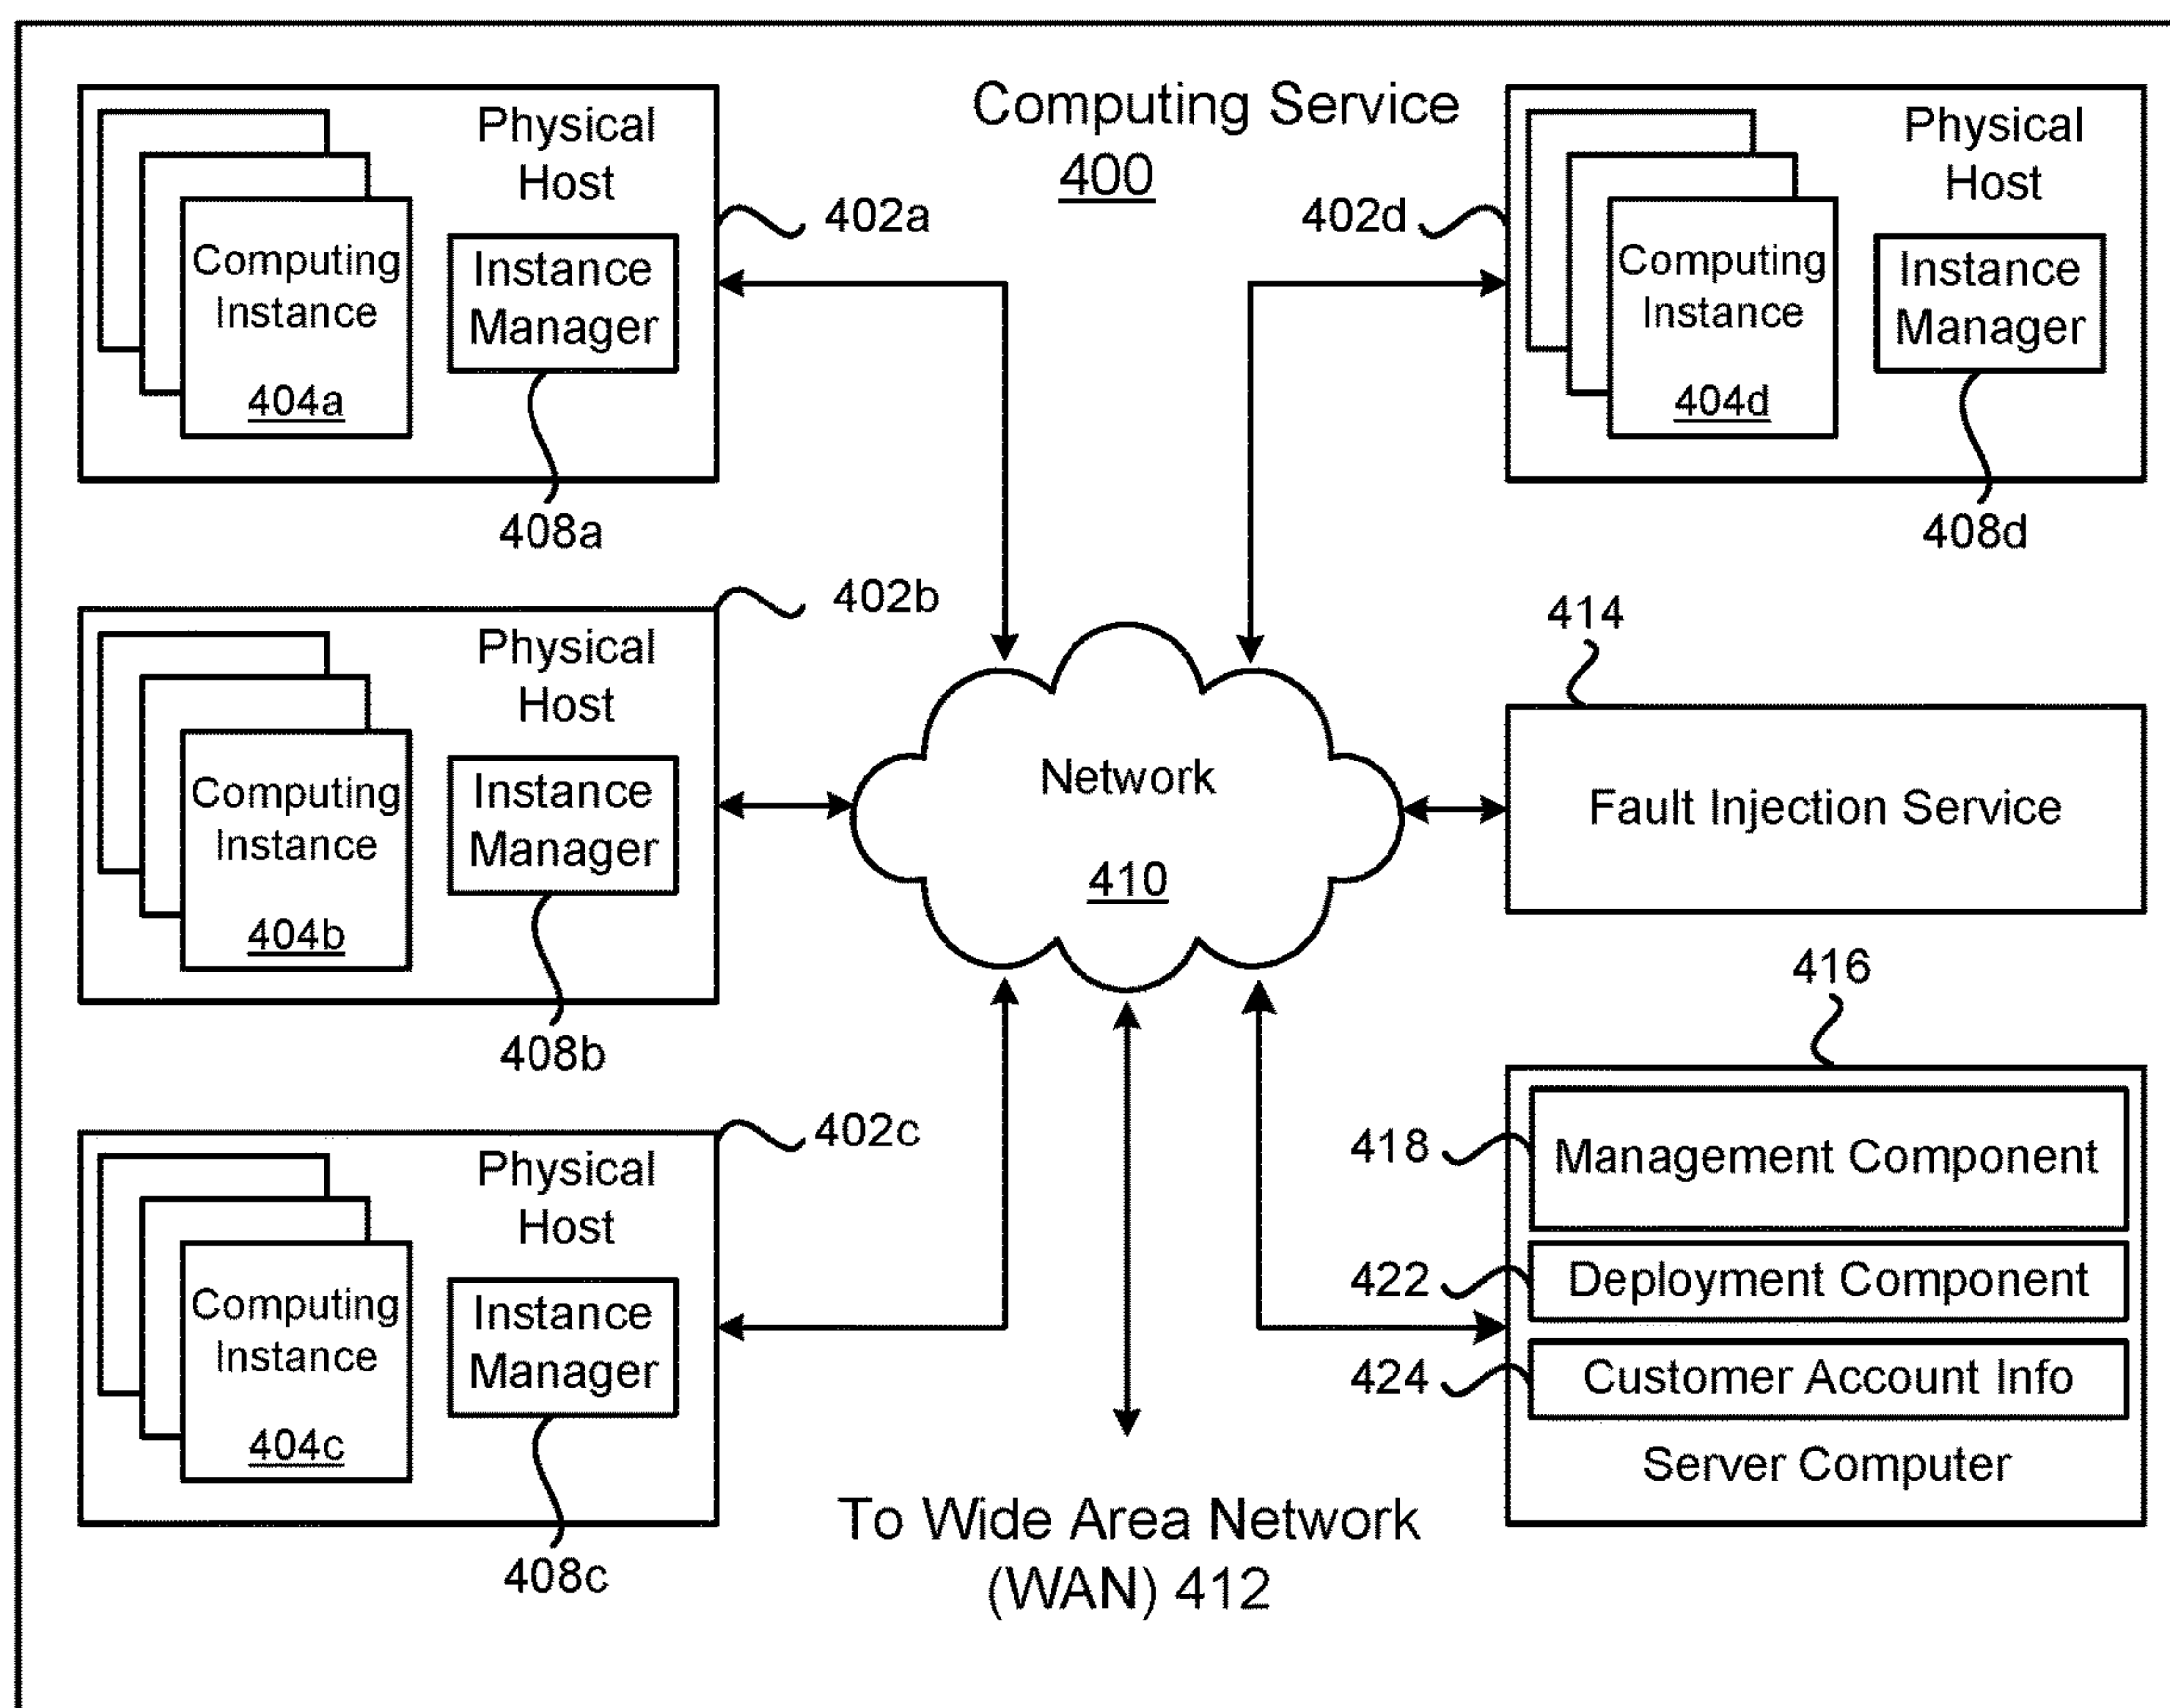 Computing Service
400
Physical
Host
402a
Computing
Instance
404a
Instance
Manager
408a
Physical
Host
402b
Computing
Instance
404b
Instance
Manager
408b
Physical
Host
402c
Computing
Instance
404c
Instance
Manager
408c
Network
410
To Wide Area Network
(WAN) 412
402d
Physical
Host
Computing
Instance
404d
Instance
Manager
408d
414
Fault Injection Service
416
418
Management Component
422
Deployment Component
424
Customer Account Info
Server Computer